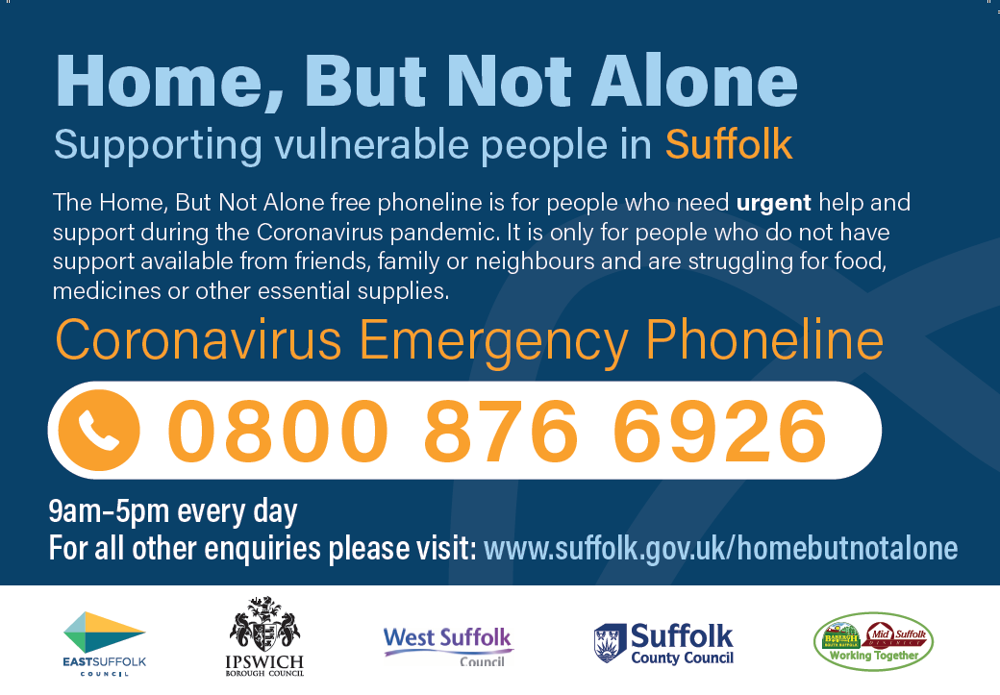 Home, But Not Alone
Supporting vulnerable people in Suffolk
The Home, But Not Alone free phoneline is for people who need urgent help and
support during the Coronavirus pandemic. It is only for people who do not have
support available from friends, family or neighbours and are struggling for food,
medicines or other essential supplies.
Coronavirus Emergency Phoneline
0800 876 6926
9am-5pm every day
For all other enquiries please visit: www.suffolk.gov.uk/homebutnotalone
EASTSUFFOLK
COUNCIL
IPSWICH
BOROUGH COUNCIL
West Suffolk
Council
Suffolk
County Council
BABERGH
SOUTH SUFFOLK
Mid Suffolk
DISTRICT
Working Together